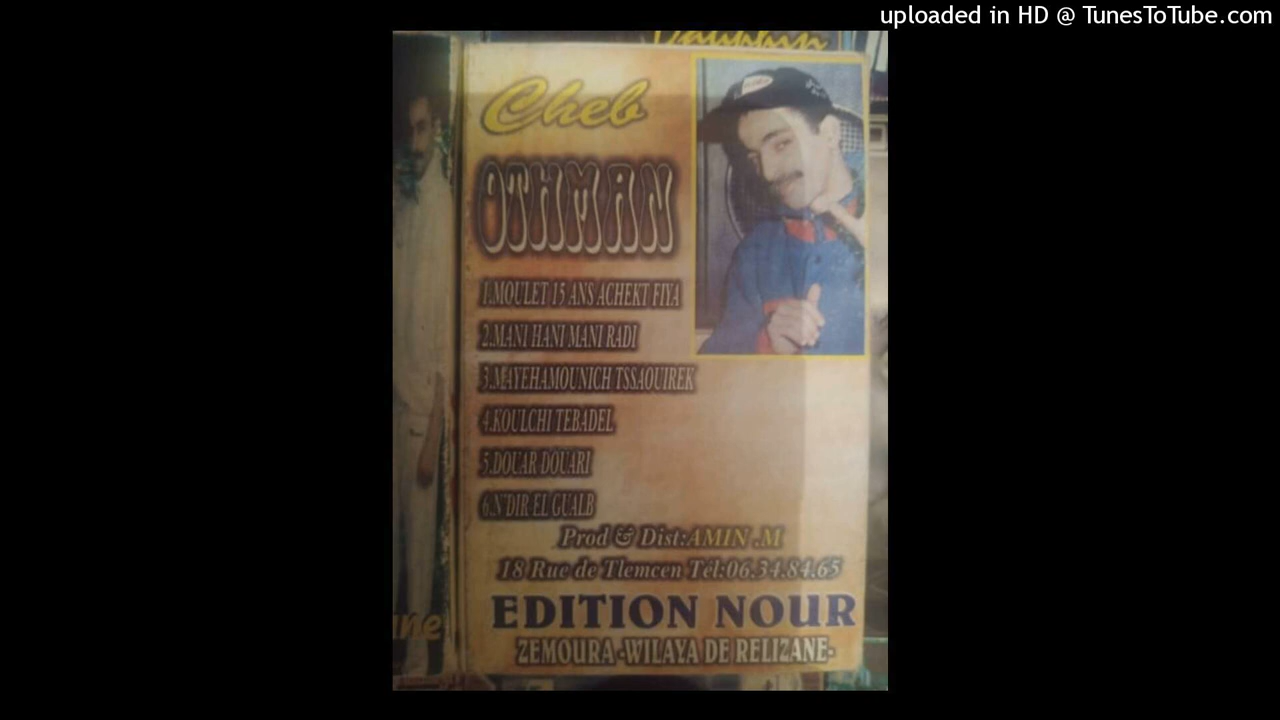 uploaded in HD @ TunesToTube.com
Dauphin
Cheb
OTHMAN
1.MOULET 15 ANS ACHEKT FIYA
2.MANI HANI MANI RADI
3.MAYEHAMOUNICH TSSAOUIREK
4.KOULCHI TEBADEL
5.DOUAR DOUARI
6.N'DIR EL GUALB
Prod & Dist:AMIN .M
18 Rue de Tlemcen Tél:06.34.84.65
EDITION NOUR
ZEMOURA -WILAYA DE RELIZANE-